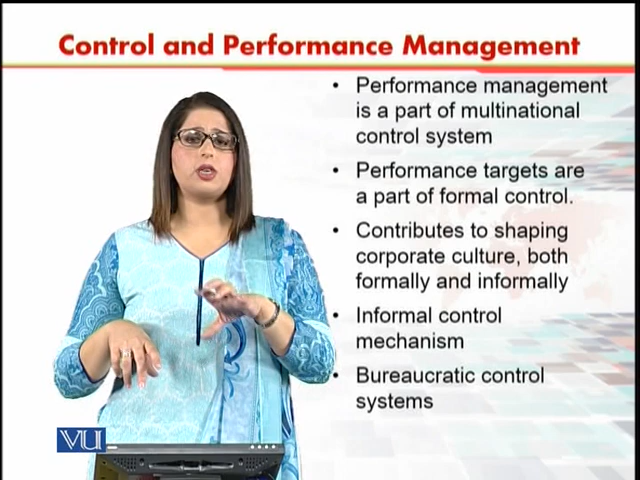 Control and Performance Management
• Performance management
is a part of multinational
control system
• Performance targets are
a part of formal control.
• Contributes to shaping
corporate culture, both
formally and informally
• Informal control
mechanism
• Bureaucratic control
systems
VU